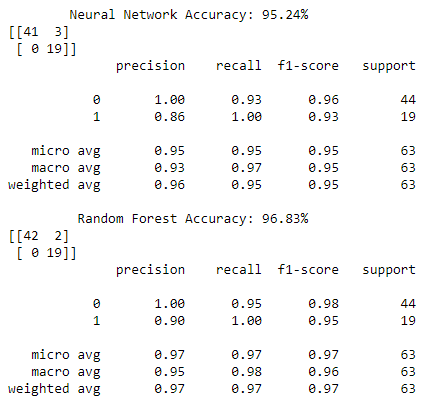 Neural Network Accuracy: 95.24%
[[41 3]
[ 0 19]]
precision recall f1-score support
0 1.00 0.93 0.96 44
1 0.86 1.00 0.93 19
micro avg 0.95 0.95 0.95 63
macro avg 0.93 0.97 0.95 63
weighted avg 0.96 0.95 0.95 63
Random Forest Accuracy: 96.83%
[[42 2]
[ 0 19]]
precision recall f1-score support
0 1.00 0.95 0.98 44
1 0.90 1.00 0.95 19
micro avg 0.97 0.97 0.97 63
macro avg 0.95 0.98 0.96 63
weighted avg 0.97 0.97 0.97 63